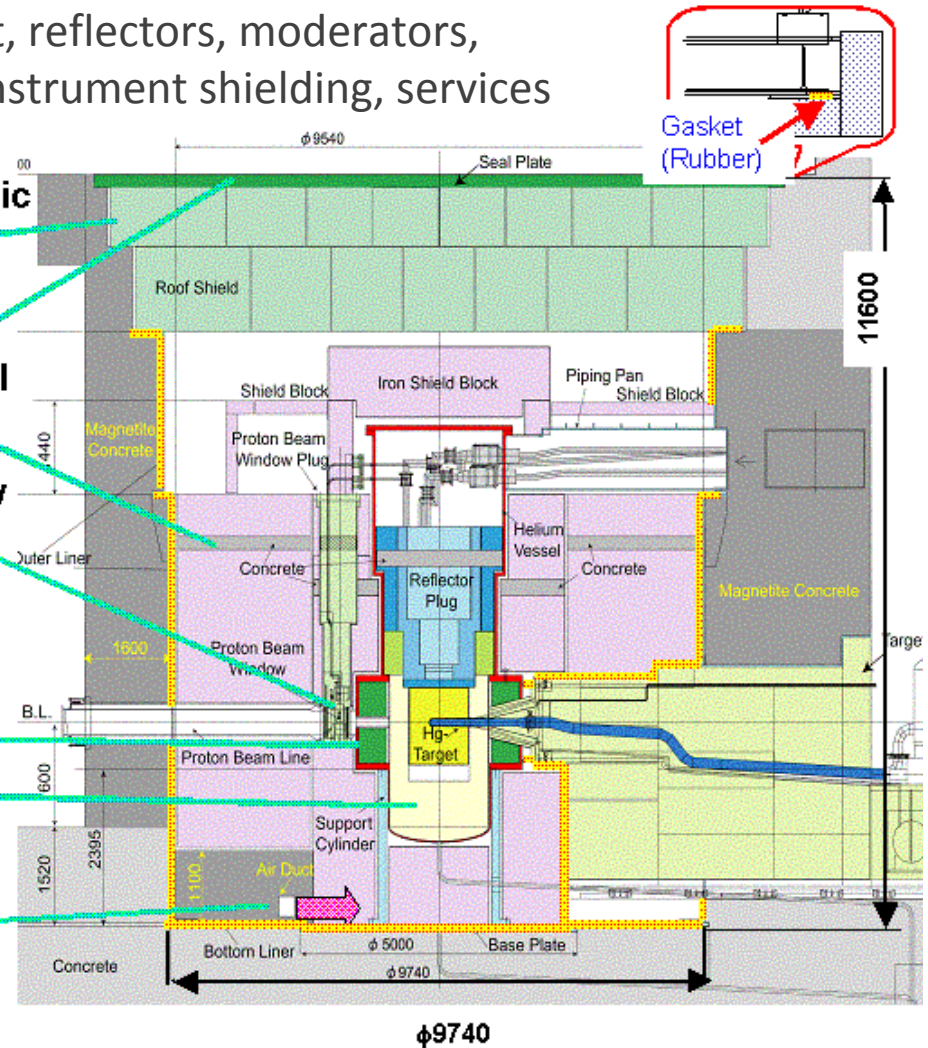 t, reflectors, moderators,
nstrument shielding, services
Gasket
(Rubber)
φ9540
Seal Plate
00
ic
Roof Shield
11600
l
Shield Block
Iron Shield Block
Piping Pan
Shield Block
440
Magnetite
Concrete
Proton Beam
Window Plug
y
Outer Liner
Concrete
Helium
Vessel
Reflector
Plug
Concrete
Magnetite Concrete
1600
Proton Beam
Window
Targe
B.L.
Hg-
Target
Proton Beam Line
600
Support
Cylinder
2395
1520
1100
Air Duct
Bottom Liner
φ 5000
Base Plate
Concrete
φ9740
φ9740